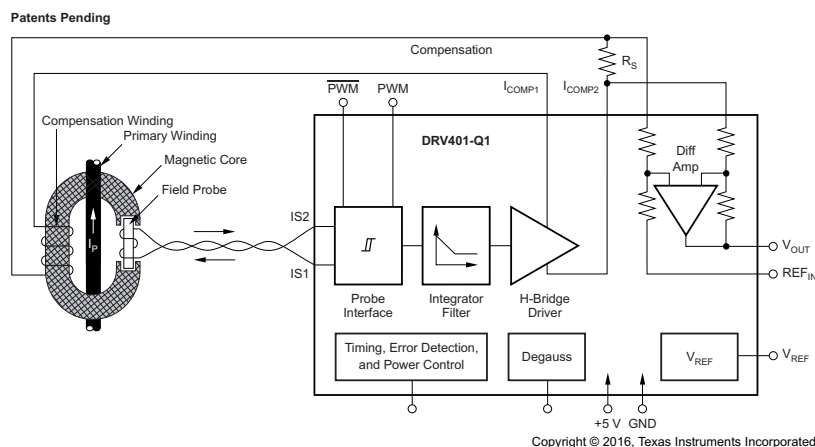 Patents Pending
Compensation
R_S
PWM PWM
I_COMP1
I_COMP2
DRV401-Q1
Compensation Winding
Primary Winding
Magnetic Core
Field Probe
Diff
Amp
I_P
IS2
IS1
Probe
Interface
Integrator
Filter
H-Bridge
Driver
V_OUT
REF_IN
Timing, Error Detection,
and Power Control
Degauss
V_REF
V_REF
+5 V GND
Copyright © 2016, Texas Instruments Incorporated